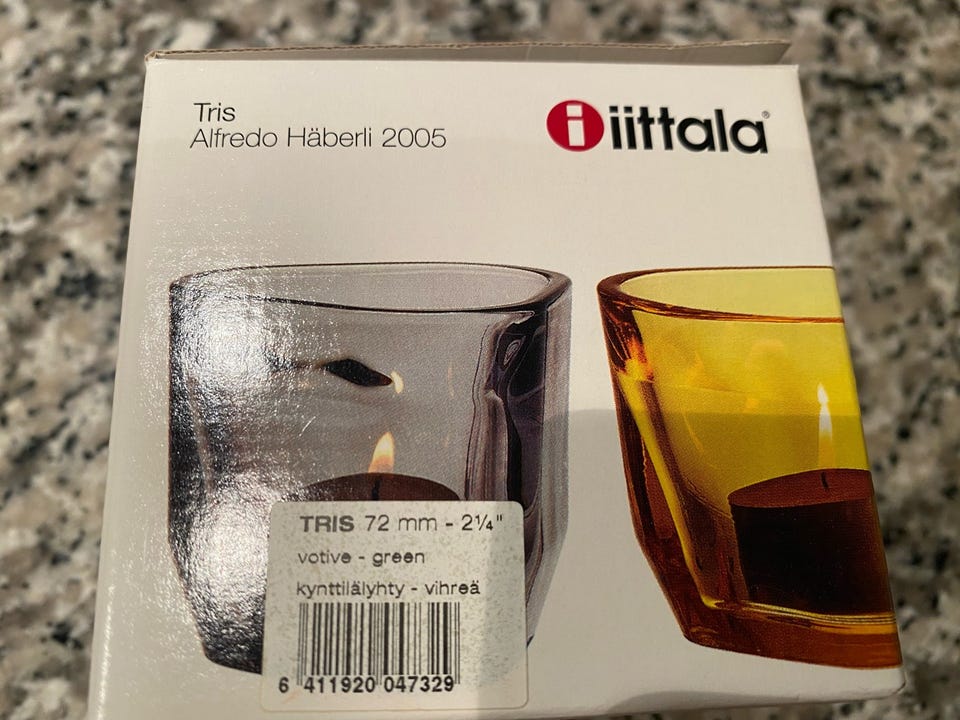 Tris
Alfredo Häberli 2005
i iittala®
TRIS 72 mm - 2¼"
votive - green
kynttilälyhty - vihreä
6 411920 047329